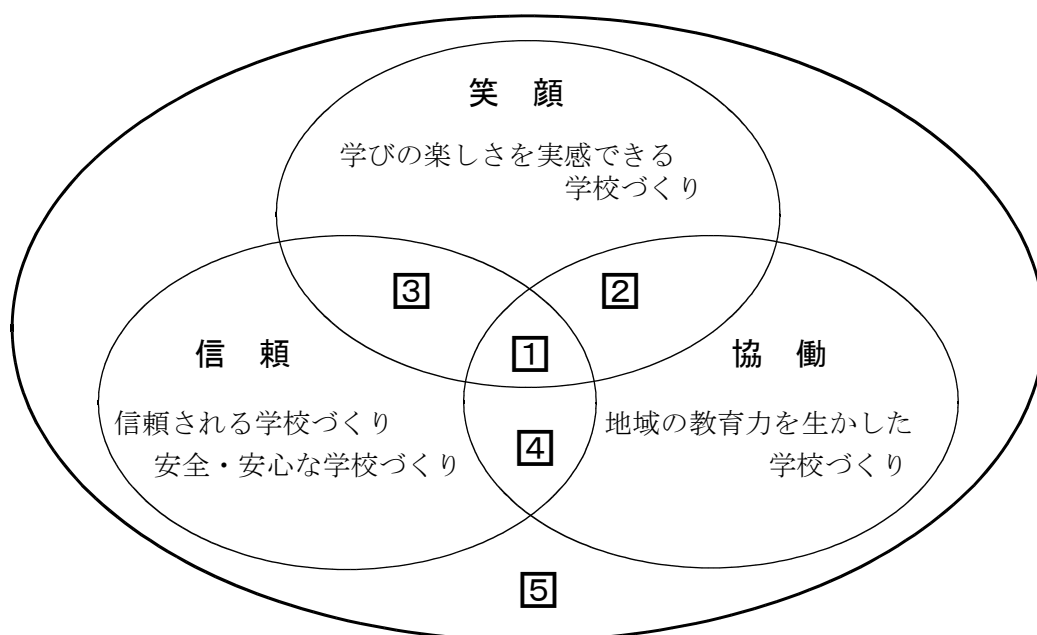 笑 顔
学びの楽しさを実感できる
学校づくり
3
2
1
信 頼
協 働
信頼される学校づくり
安全・安心な学校づくり
地域の教育力を生かした
学校づくり
4
5